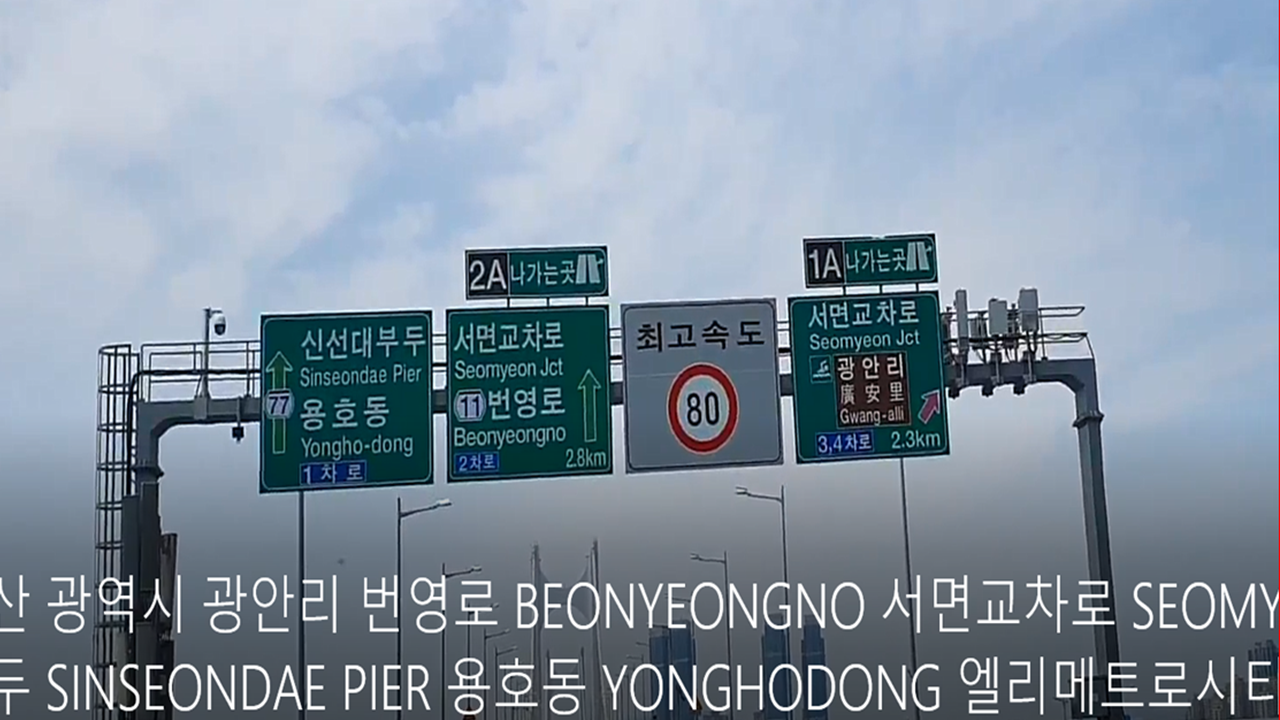 신선대부두
Sinseondae Pier
77
용호동
Yongho-dong
1 차 로
2A 나가는곳
서면교차로
Seomyeon Jct
11 번영로
Beonyeongno
2차로 2.8km
최고속도
80
1A 나가는곳
서면교차로
Seomyeon Jct
광안리
廣安里
Gwang-alli
3,4차로 2.3km
산 광역시 광안리 번영로 BEONYEONGNO 서면교차로 SEOMY
두 SINSEONDAE PIER 용호동 YONGHODONG 엘리메트로시티